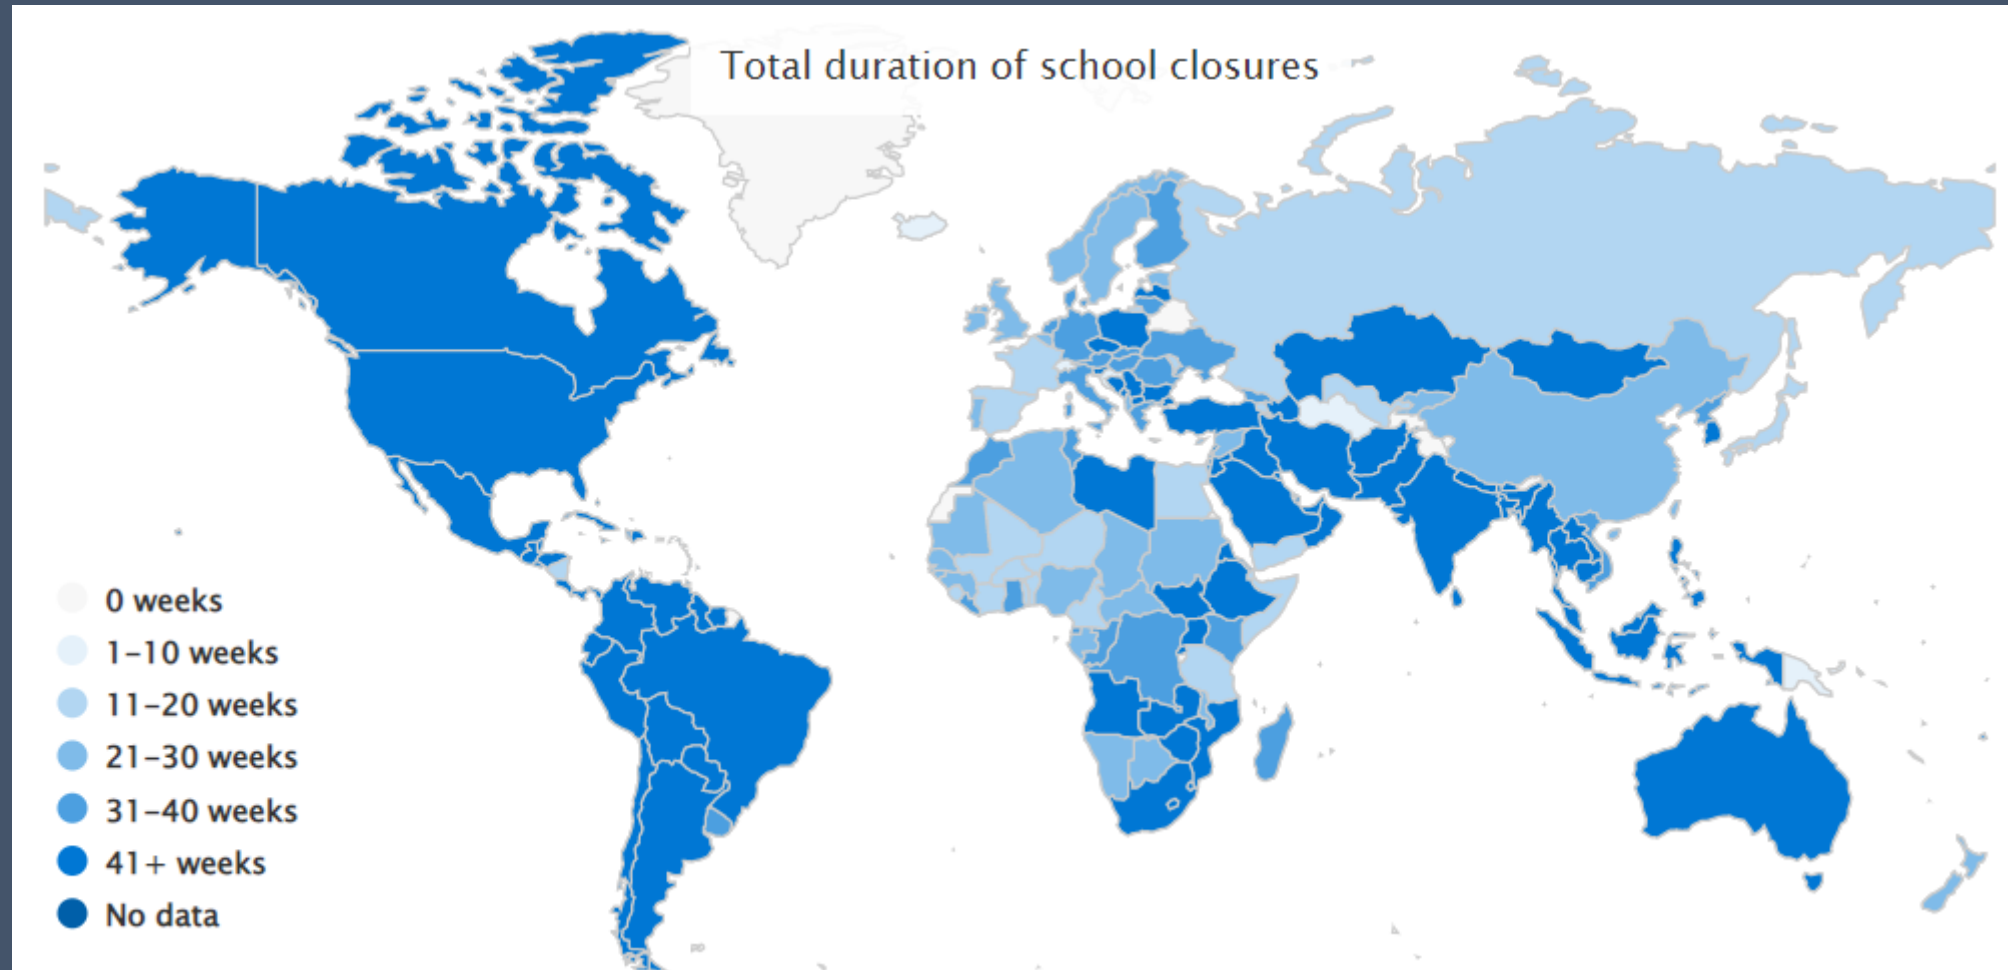 Total duration of school closures
0 weeks
1–10 weeks
11–20 weeks
21–30 weeks
31–40 weeks
41+ weeks
No data